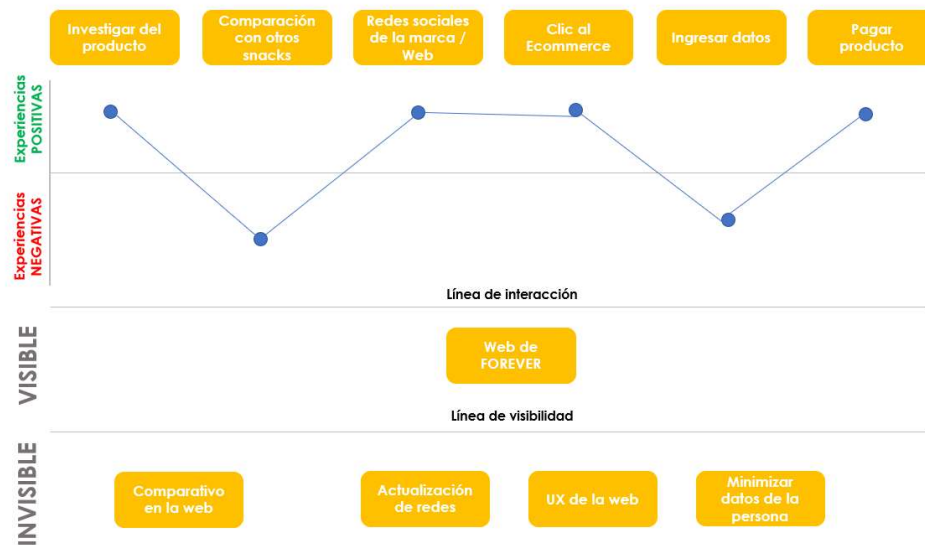 Investigar del
producto
Comparación
con otros
snacks
Redes sociales
de la marca /
Web
Clic al
Ecommerce
Ingresar datos
Pagar
producto
Experiencias
POSITIVAS
Experiencias
NEGATIVAS
Línea de interacción
VISIBLE
Web de
FOREVER
Línea de visibilidad
INVISIBLE
Comparativo
en la web
Actualización
de redes
UX de la web
Minimizar
datos de la
persona